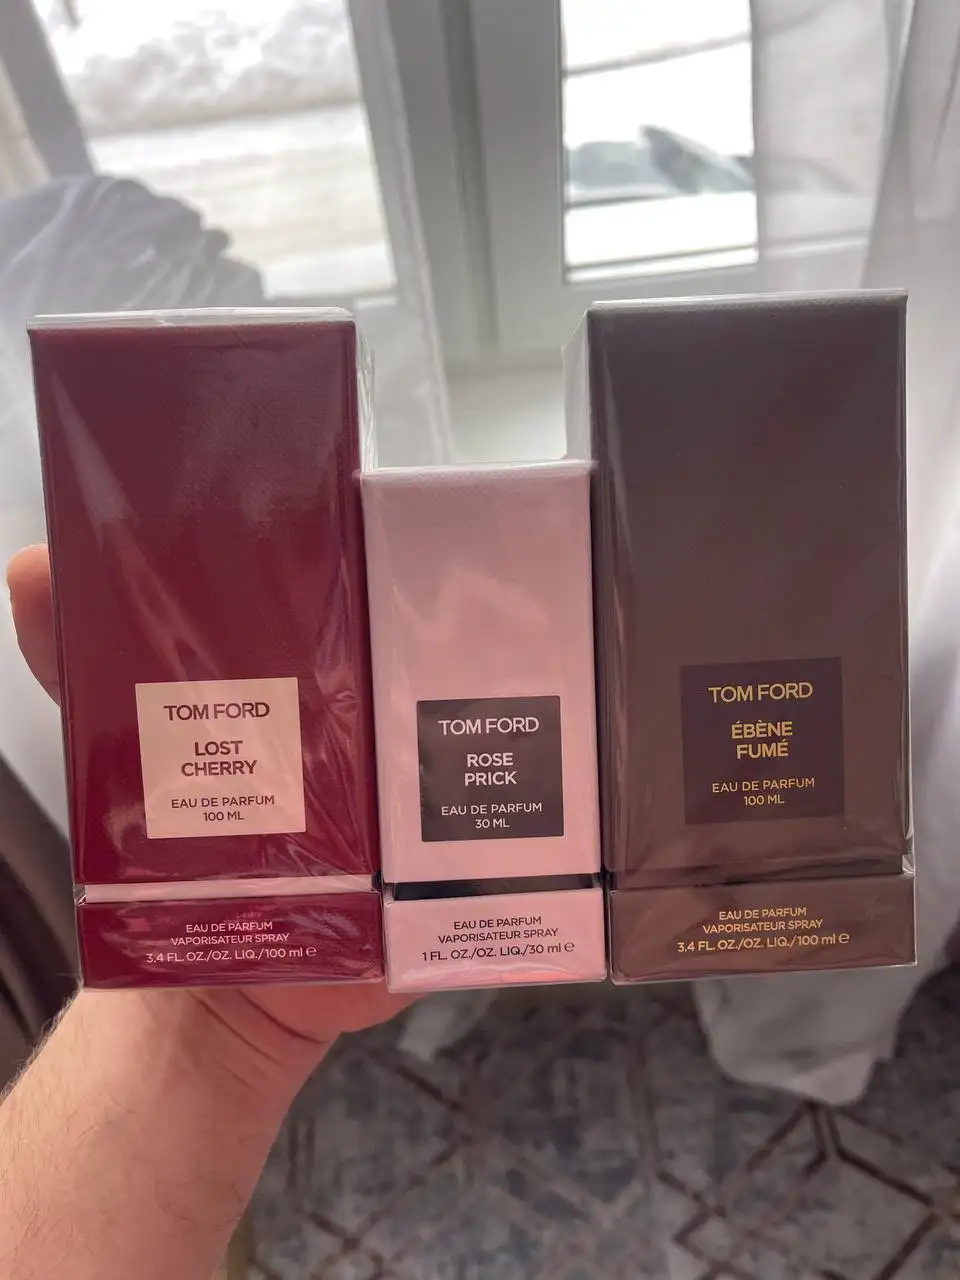 TOM FORD
LOST
CHERRY
EAU DE PARFUM
100 ML
EAU DE PARFUM
VAPORISATEUR SPRAY
3.4 FL. OZ./OZ. LIQ./100 ml e
TOM FORD
ROSE
PRICK
EAU DE PARFUM
30 ML
EAU DE PARFUM
VAPORISATEUR SPRAY
1 FL. OZ./OZ. LIQ./30 ml e
TOM FORD
ÉBÈNE
FUMÉ
EAU DE PARFUM
100 ML
EAU DE PARFUM
VAPORISATEUR SPRAY
3.4 FL. OZ./OZ. LIQ./100 ml e